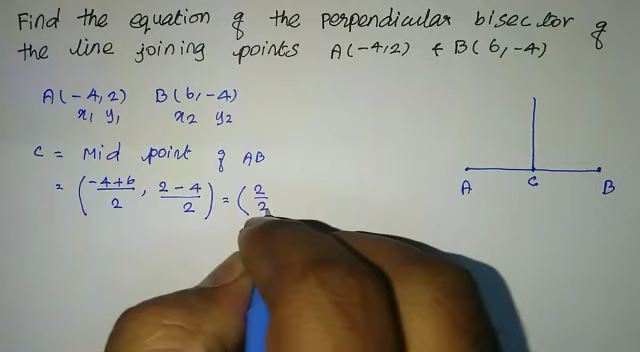 Find the equation of the perpendicular bisector of
the line joining points A(-4,2) & B(6,-4)
A(-4,2) B(6,-4)
x₁ y₁ x₂ y₂
C = Mid point of AB
= (-4+6/2, 2-4/2) = (2/2
A C B